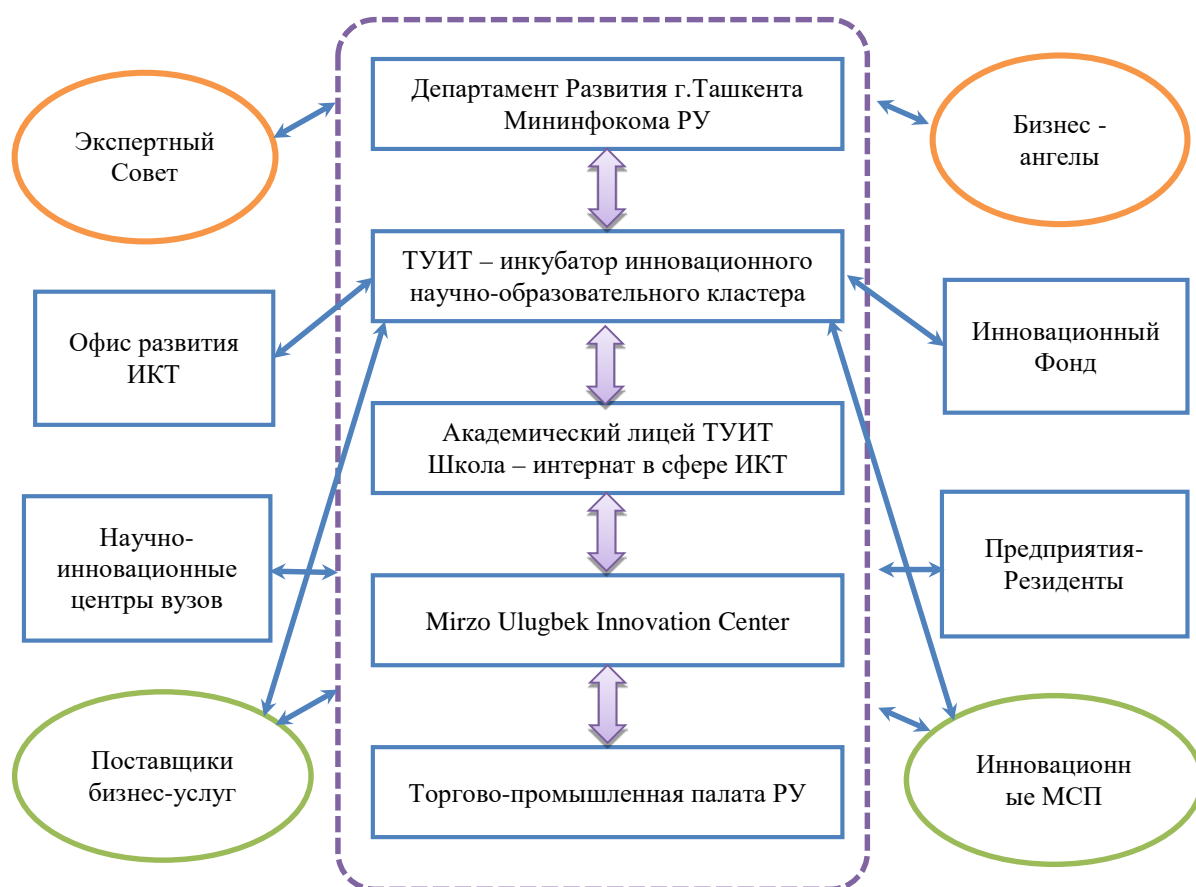 Департамент Развития г.Ташкента
Мининфокома РУ
Экспертный
Совет
Бизнес -
ангелы
ТУИТ – инкубатор инновационного
научно-образовательного кластера
Офис развития
ИКТ
Инновационный
Фонд
Академический лицей ТУИТ
Школа – интернат в сфере ИКТ
Научно-
инновационные
центры вузов
Предприятия-
Резиденты
Mirzo Ulugbek Innovation Center
Поставщики
бизнес-услуг
Инновационн
ые МСП
Торгово-промышленная палата РУ